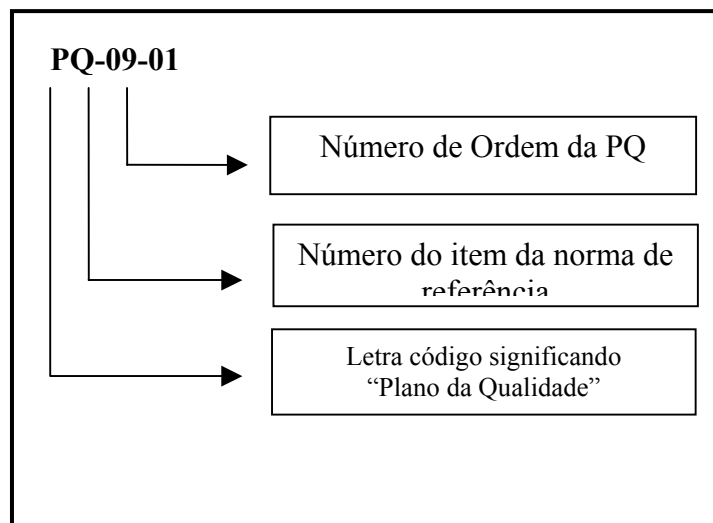 PQ-09-01
Número de Ordem da PQ
Número do item da norma de
referência
Letra código significando
“Plano da Qualidade”